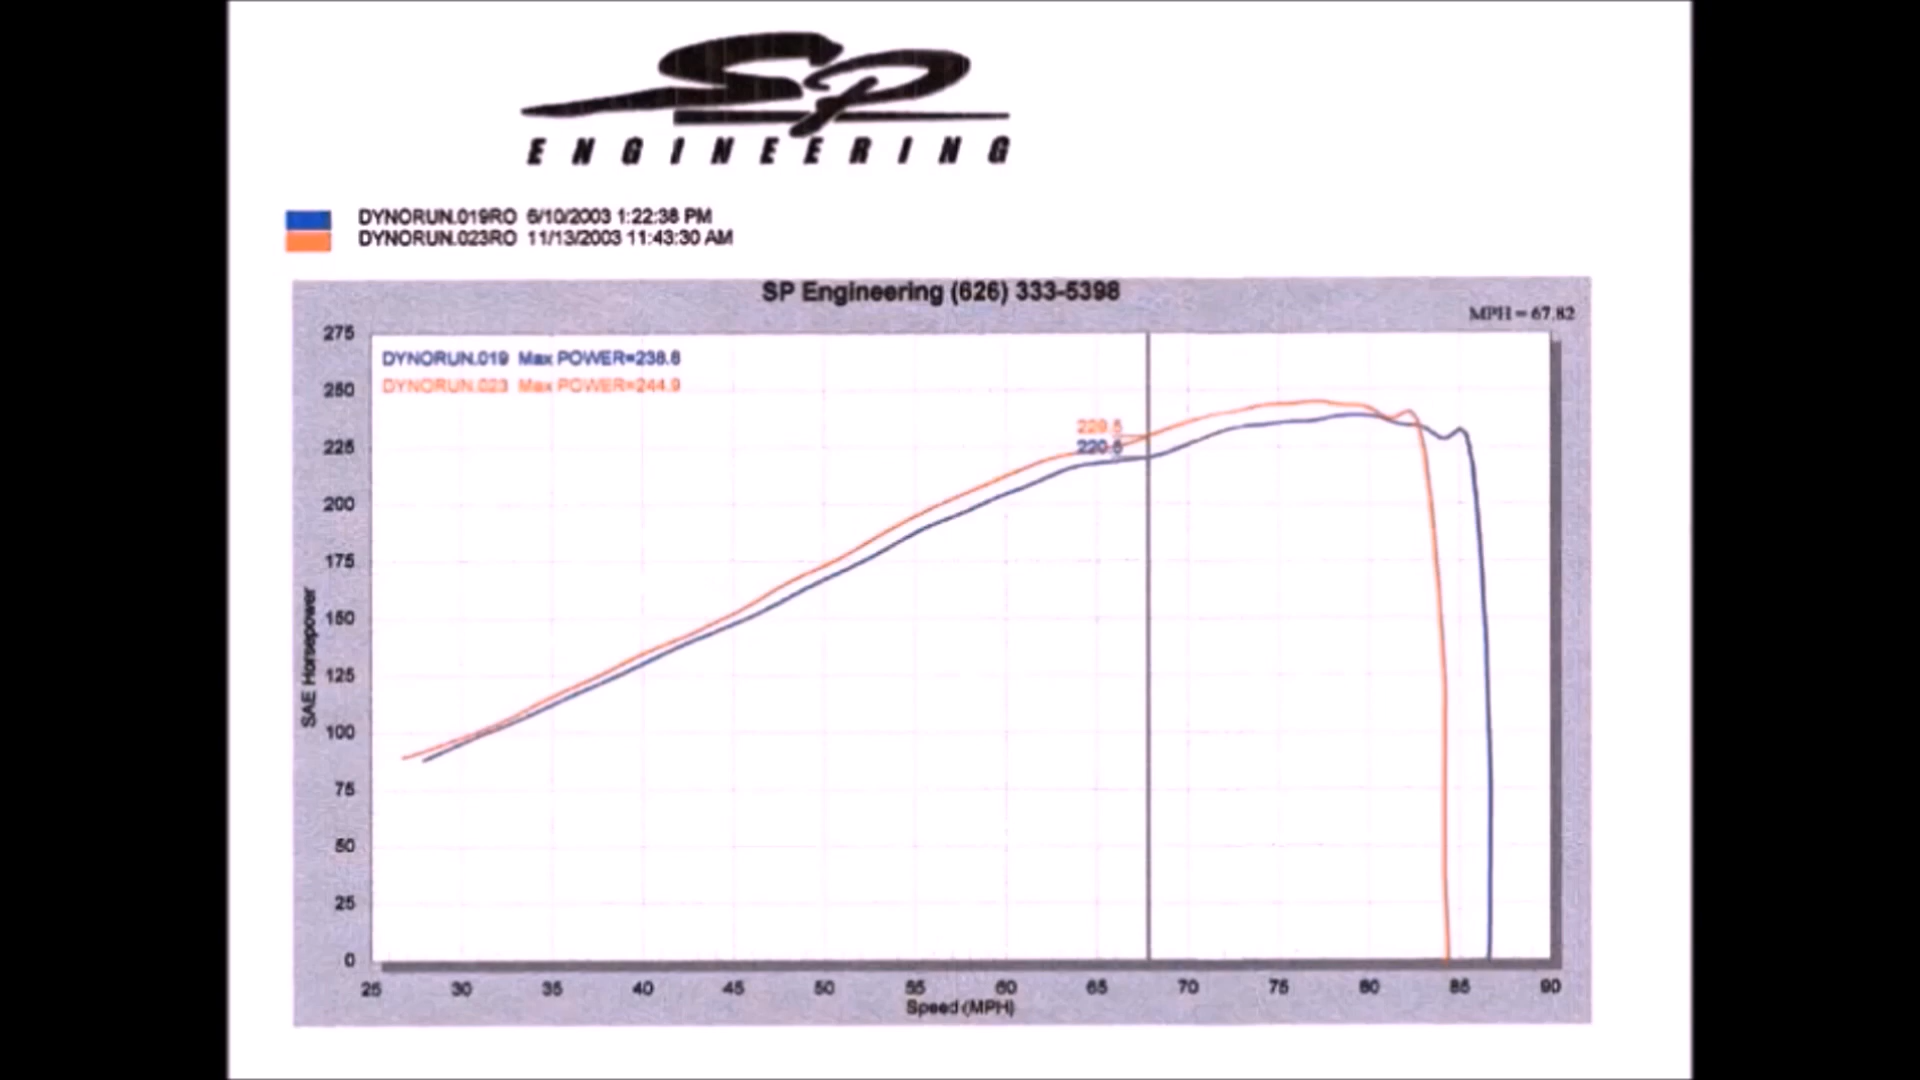 SP
ENGINEERING
DYNORUN.019RO 6/10/2003 1:22:38 PM
DYNORUN.023RO 11/13/2003 11:43:30 AM
SP Engineering (626) 333-5398
MPH = 67.82
DYNORUN.019 Max POWER=238.8
DYNORUN.023 Max POWER=244.9
275
250
225
200
175
150
125
100
75
50
25
0
229.5
220.6
SAE Horsepower
25 30 35 40 45 50 55 60 65 70 75 80 85 90
Speed (MPH)